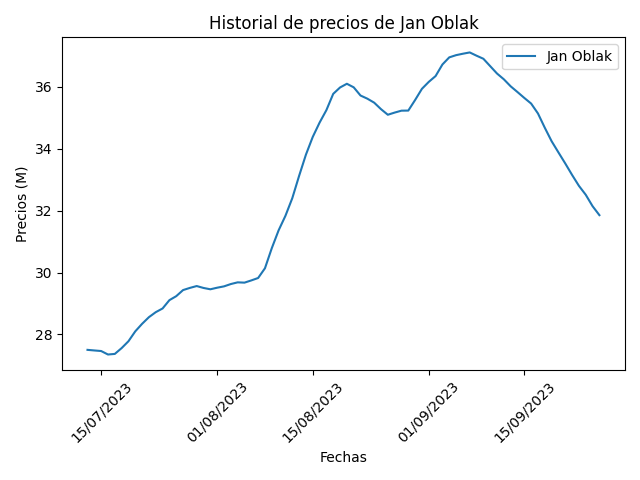 Historial de precios de Jan Oblak
Jan Oblak
Precios (M)
36
34
32
30
28
15/07/2023
01/08/2023
15/08/2023
01/09/2023
15/09/2023
Fechas